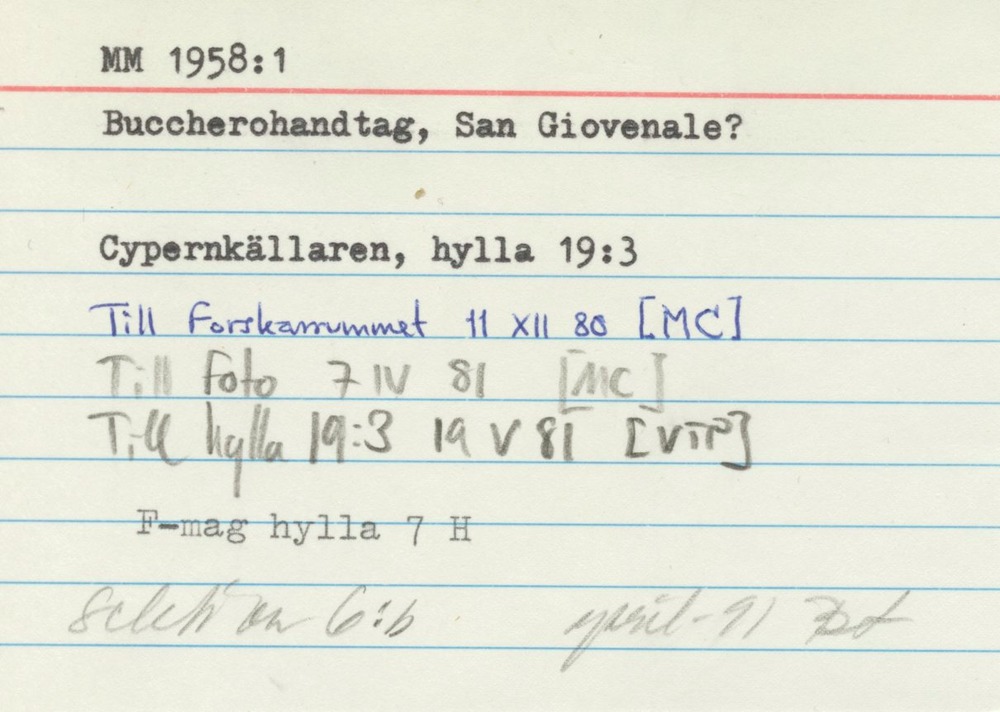 MM 1958:1
Buccherohandtag, San Giovenale?
Cypernkällaren, hylla 19:3
Till Forskarrummet 11 XII 80 [MC]
Till foto 7 IV 81 [MC]
Till hylla 19:3 19 V 81 [VTP]
F-mag hylla 7 H
sektion 6:b april-91